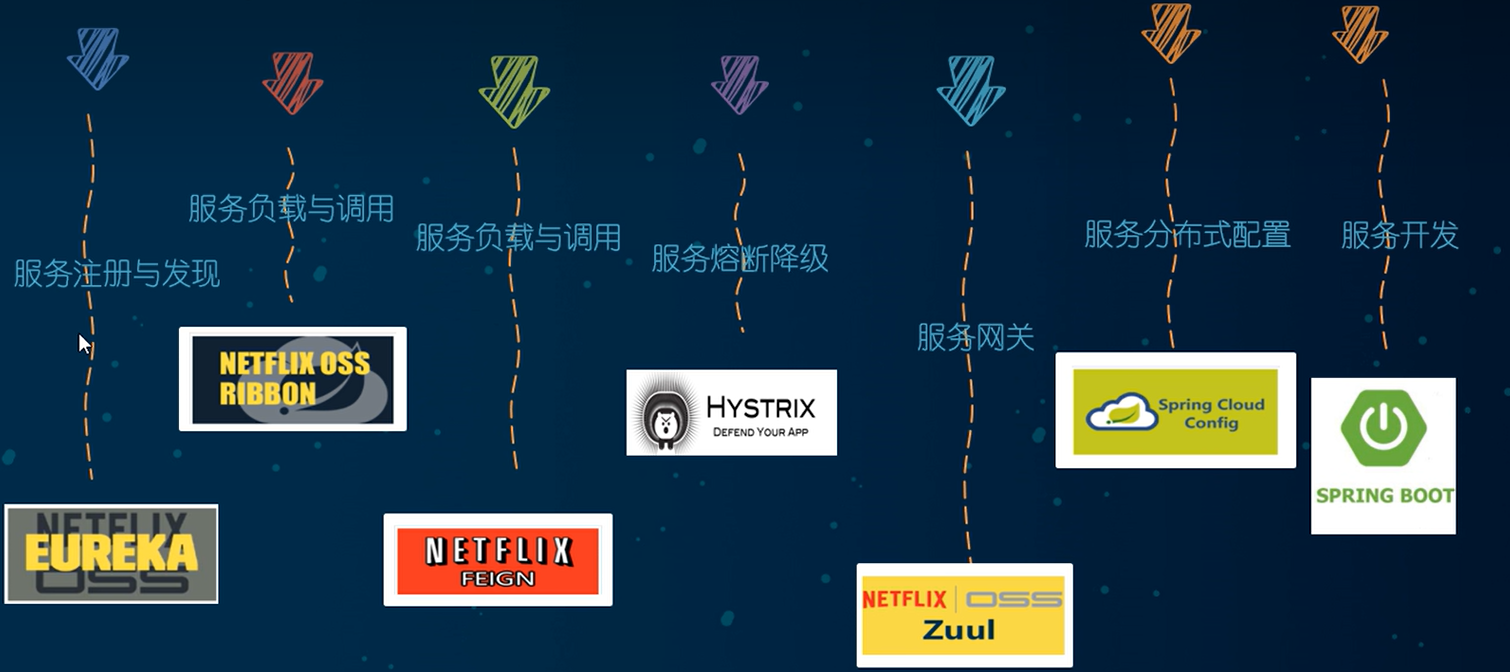 服务注册与发现
NETFLIX
EUREKA
OSS
服务负载与调用
NETFLIX OSS
RIBBON
服务负载与调用
NETFLIX
FEIGN
服务熔断降级
HYSTRIX
DEFEND YOUR APP
服务网关
NETFLIX | OSS
Zuul
服务分布式配置
Spring Cloud
Config
服务开发
SPRING BOOT